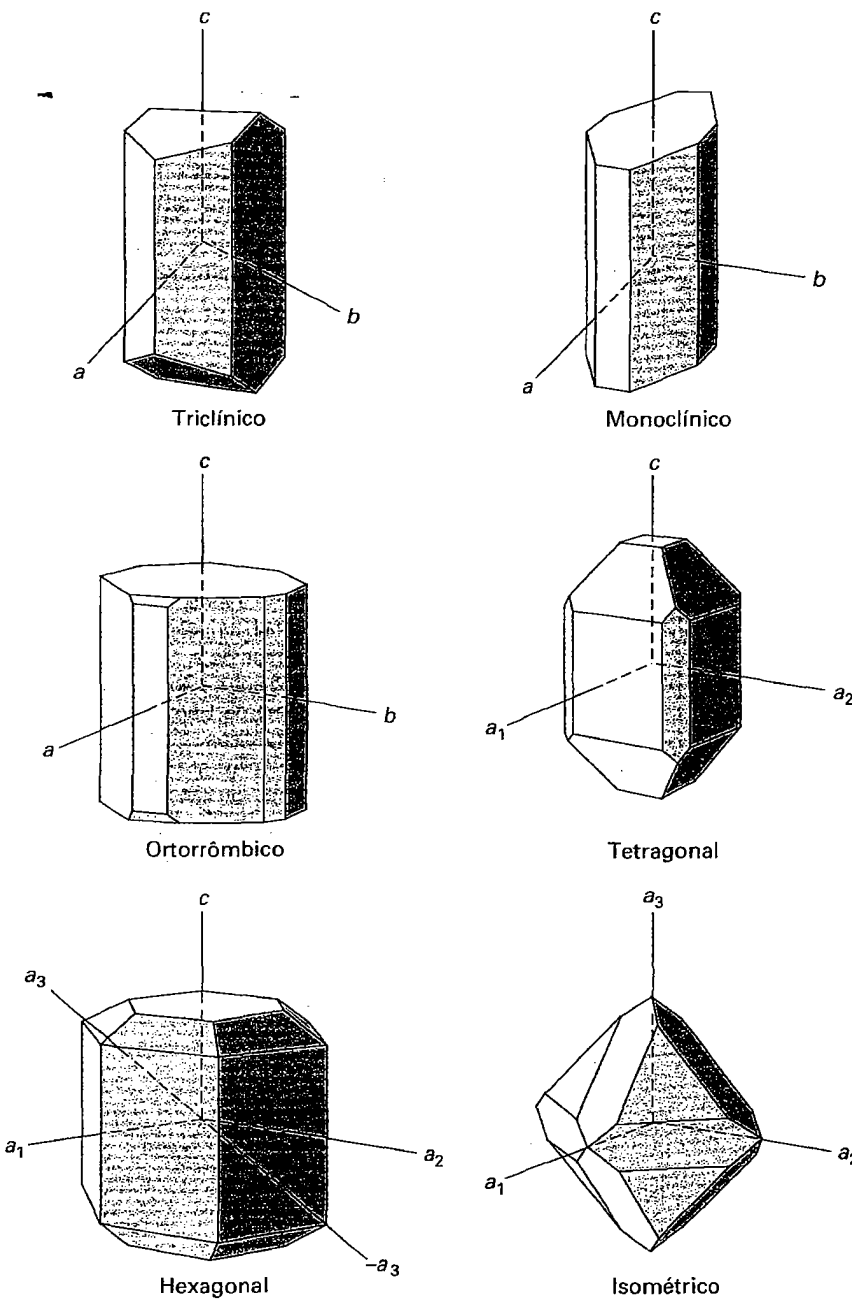 c
c
a
b
Triclínico
a
b
Monoclínico
c
c
a
b
Ortorrômbico
a₁
a₂
Tetragonal
c
a₃
a₁
a₂
–a₃
Hexagonal
a₃
a₁
a₂
Isométrico